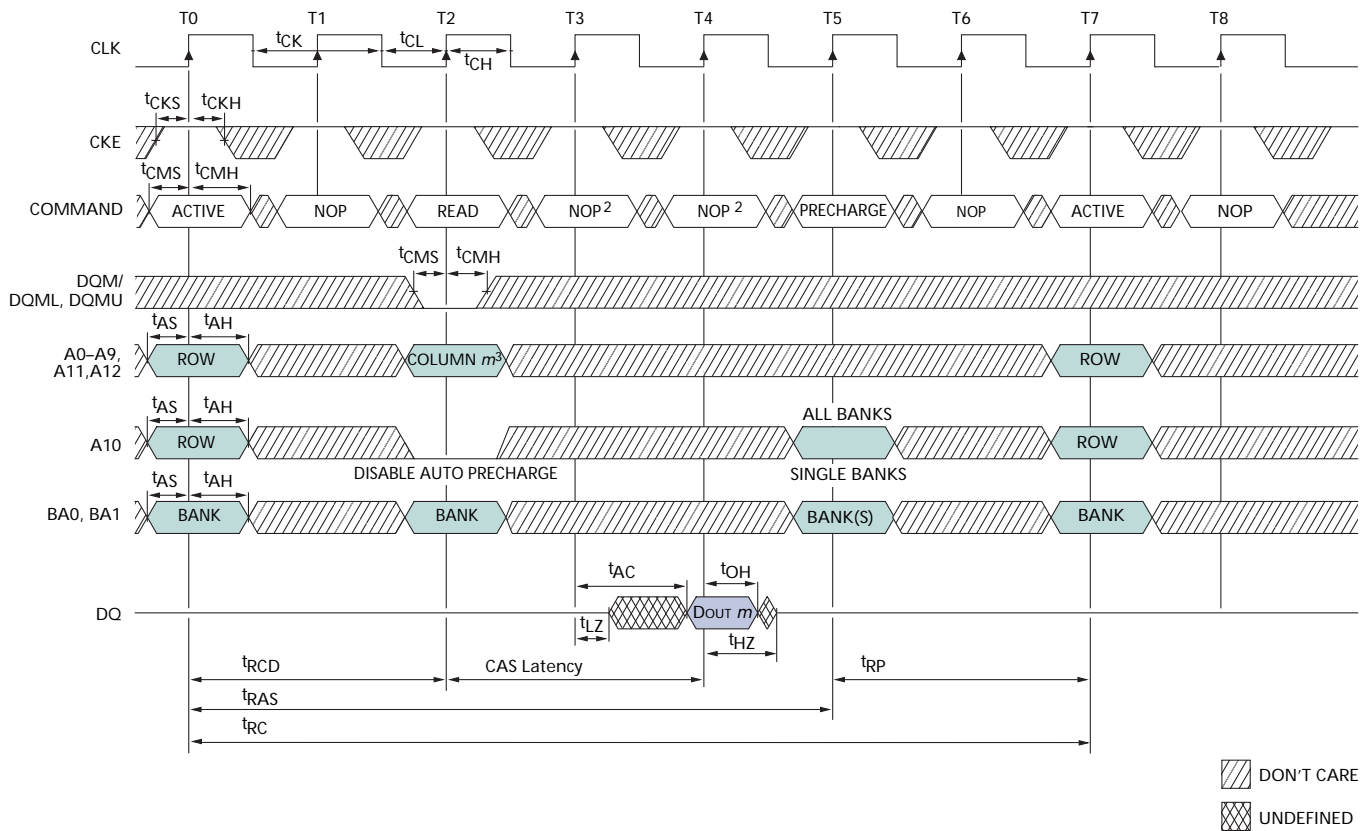 T0 T1 T2 T3 T4 T5 T6 T7 T8
CLK
tCK tCL
tCH
tCKS tCKH
CKE
tCMS tCMH
COMMAND ACTIVE NOP READ NOP 2 NOP 2 PRECHARGE NOP ACTIVE NOP
tCMS tCMH
DQM/
DQML, DQMU
tAS tAH
A0–A9,
A11,A12
ROW COLUMN m3 ROW
tAS tAH
ALL BANKS
A10 ROW ROW
DISABLE AUTO PRECHARGE SINGLE BANKS
tAS tAH
BA0, BA1 BANK BANK BANK(S) BANK
tAC tOH
DQ DOUT m
tLZ tHZ
tRCD CAS Latency tRP
tRAS
tRC
DON'T CARE
UNDEFINED